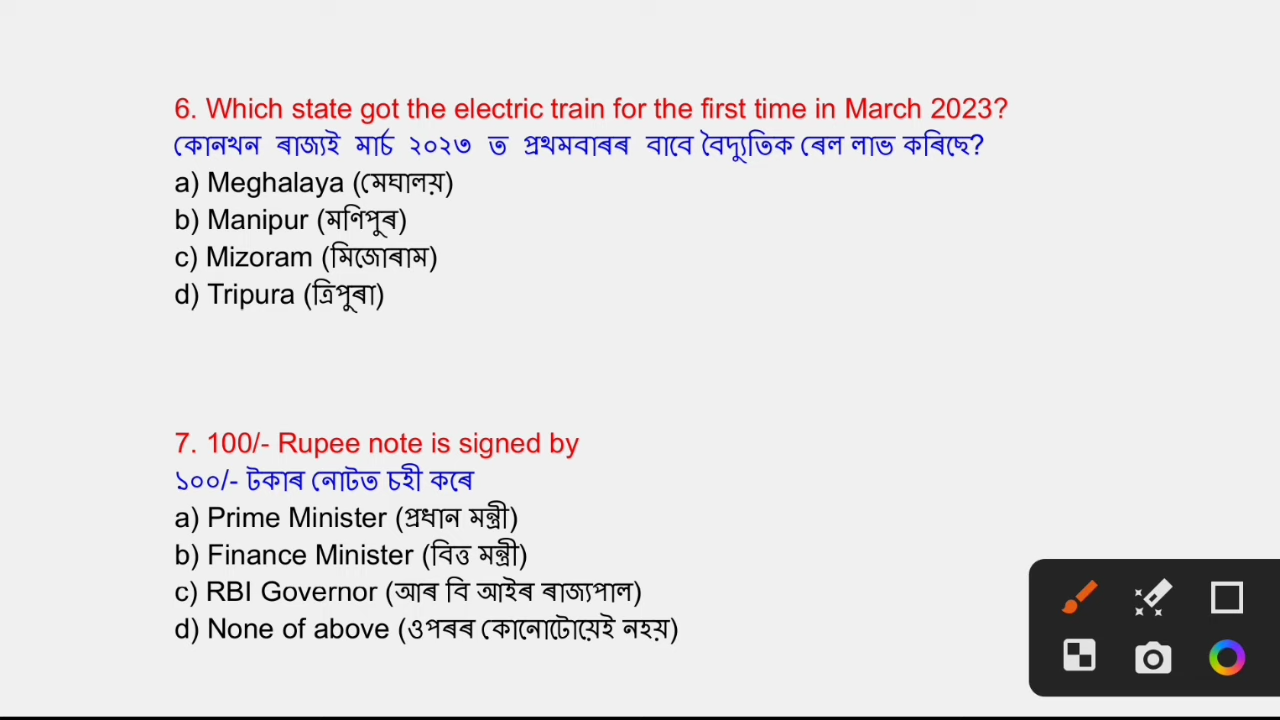 6. Which state got the electric train for the first time in March 2023?
কোনখন ৰাজ্যই মাৰ্চ ২০২৩ ত প্ৰথমবাৰৰ বাবে বৈদ্যুতিক ৰেল লাভ কৰিছে?
a) Meghalaya (মেঘালয়)
b) Manipur (মণিপুৰ)
c) Mizoram (মিজোৰাম)
d) Tripura (ত্ৰিপুৰা)
7. 100/- Rupee note is signed by
১০০/- টকাৰ নোটত চহী কৰে
a) Prime Minister (প্ৰধান মন্ত্ৰী)
b) Finance Minister (বিত্ত মন্ত্ৰী)
c) RBI Governor (আৰ বি আইৰ ৰাজ্যপাল)
d) None of above (ওপৰৰ কোনোটোয়েই নহয়)